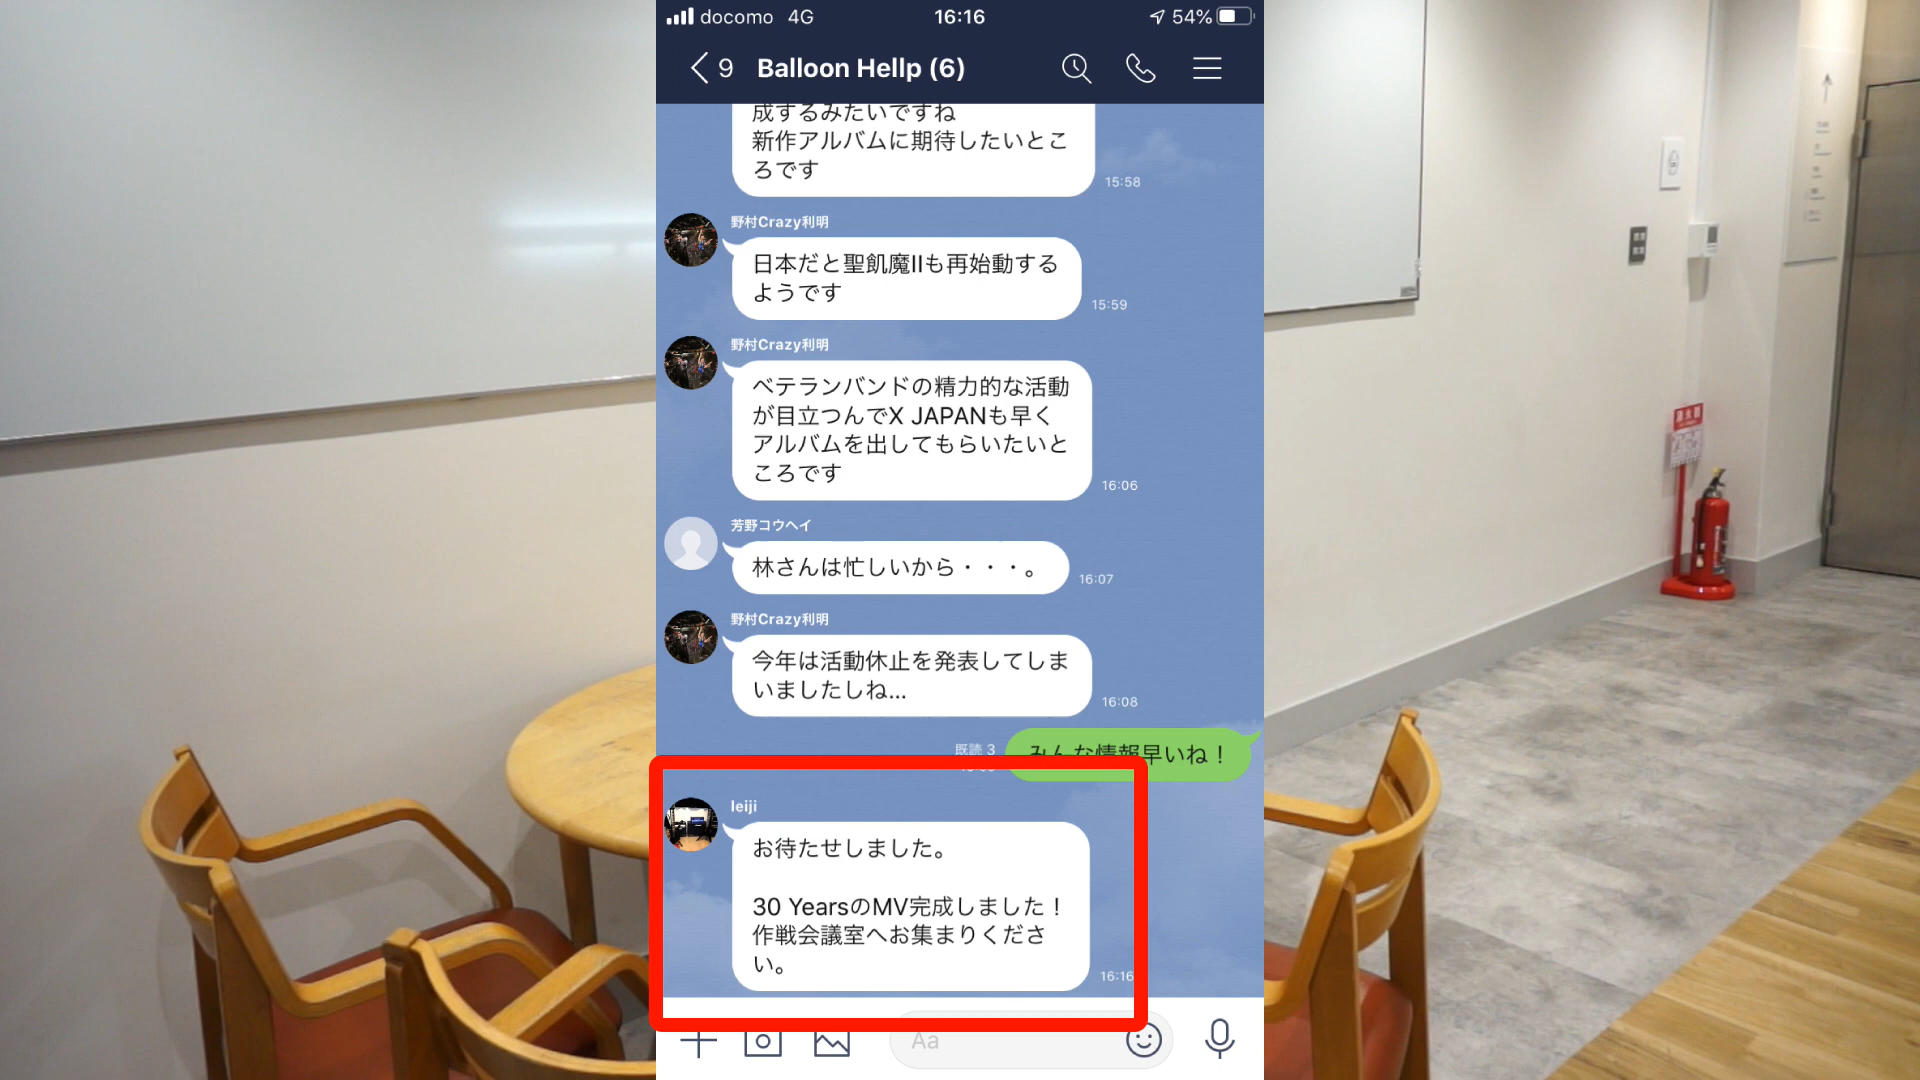 docomo 4G 16:16 54%
9 Balloon Hellp (6)
成するみたいですね
新作アルバムに期待したいとこ
ろです
15:58
野村Crazy利明
日本だと聖飢魔IIも再始動する
ようです
15:59
野村Crazy利明
ベテランバンドの精力的な活動
が目立つんでX JAPANも早く
アルバムを出してもらいたいと
ころです
16:06
芳野コウヘイ
林さんは忙しいから・・・。
16:07
野村Crazy利明
今年は活動休止を発表してしま
いましたしね...
16:08
既読 3
みんな情報早いね！
leiji
お待たせしました。
30 YearsのMV完成しました！
作戦会議室へお集まりくださ
い。
16:16
Aa
消火器